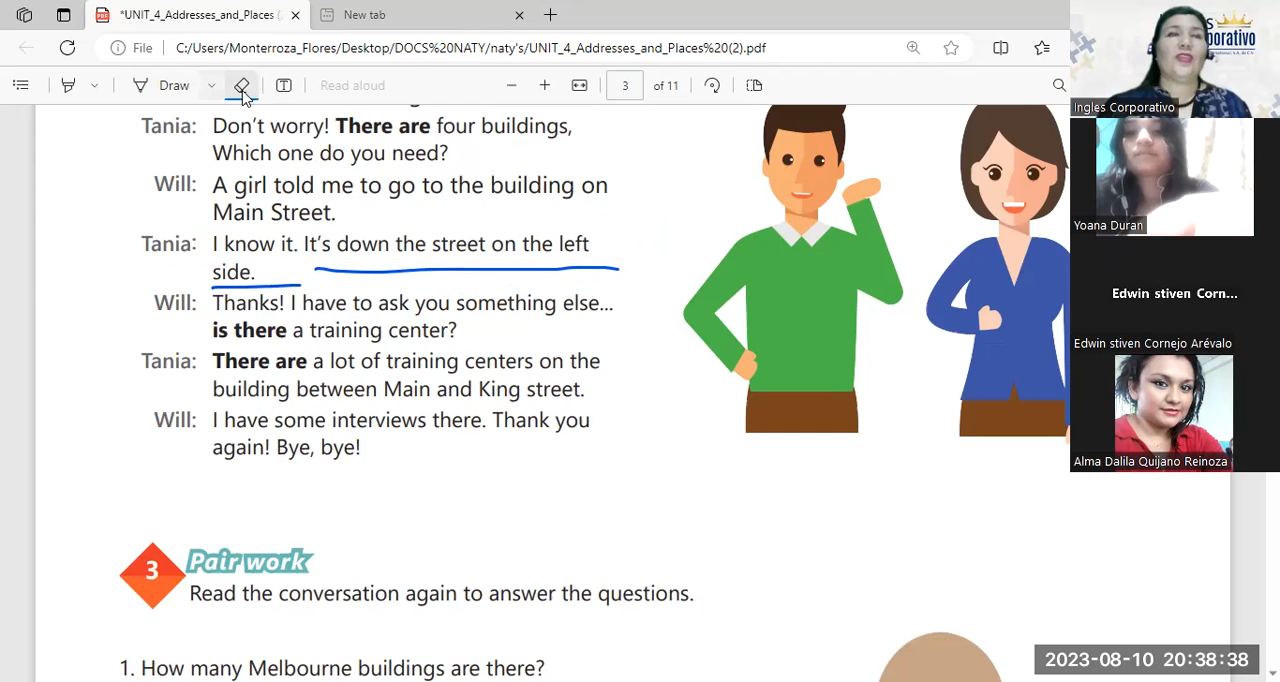 *UNIT_4_Addresses_and_Places (
New tab
File
C:/Users/Monterroza_Flores/Desktop/DOCS%20NATY/naty's/UNIT_4_Addresses_and_Places%20(2).pdf
Draw
Read aloud
3 of 11
Tania: Don't worry! There are four buildings,
Which one do you need?
Will: A girl told me to go to the building on
Main Street.
Tania: I know it. It's down the street on the left
side.
Will: Thanks! I have to ask you something else...
is there a training center?
Tania: There are a lot of training centers on the
building between Main and King street.
Will: I have some interviews there. Thank you
again! Bye, bye!
3 Pair work
Read the conversation again to answer the questions.
1. How many Melbourne buildings are there?
orporativo
Ingles Corporativo
Yoana Duran
Edwin stiven Corn...
Edwin stiven Cornejo Arévalo
Alma Dalila Quijano Reinoza
2023-08-10 20:38:38